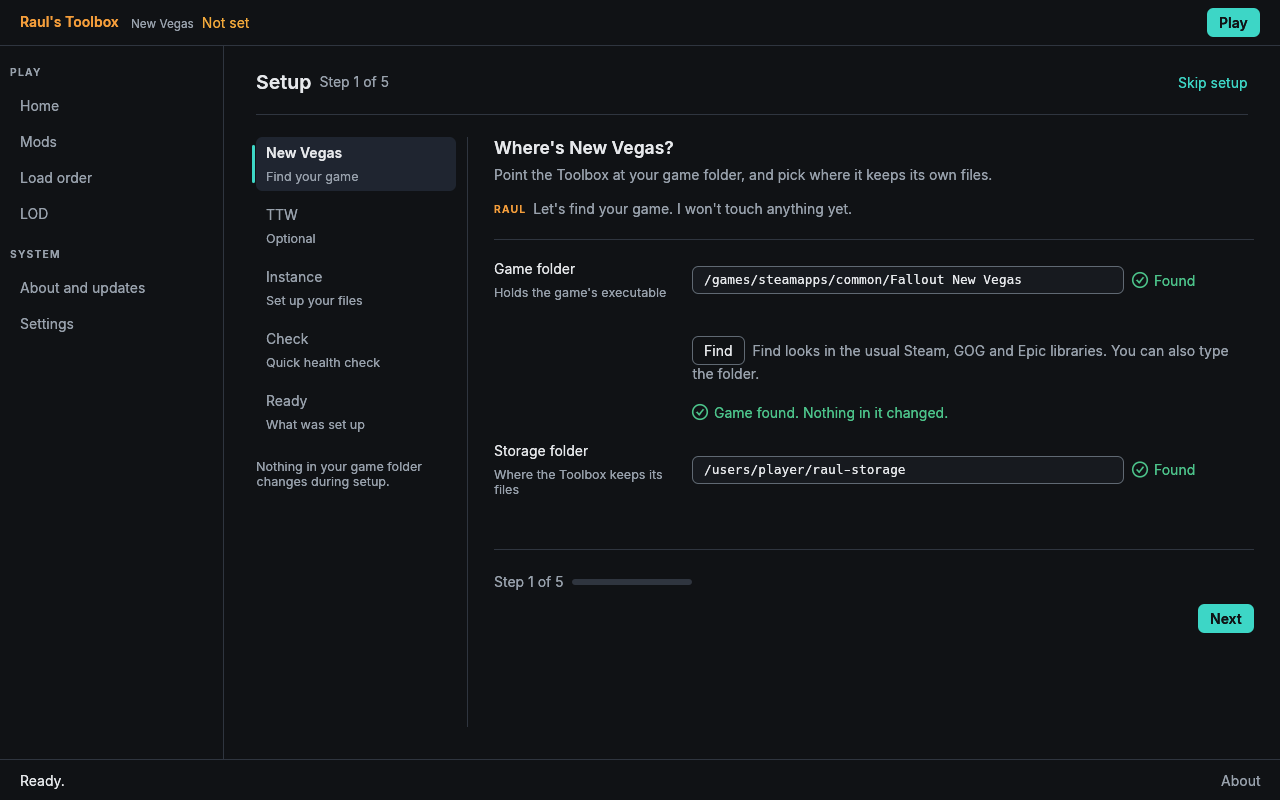 Raul's Toolbox New Vegas Not set
Play
PLAY
Home
Mods
Load order
LOD
SYSTEM
About and updates
Settings
Setup Step 1 of 5
Skip setup
New Vegas
Find your game
TTW
Optional
Instance
Set up your files
Check
Quick health check
Ready
What was set up
Nothing in your game folder
changes during setup.
Where's New Vegas?
Point the Toolbox at your game folder, and pick where it keeps its own files.
RAUL Let's find your game. I won't touch anything yet.
Game folder
Holds the game's executable
/games/steamapps/common/Fallout New Vegas
Found
Find Find looks in the usual Steam, GOG and Epic libraries. You can also type
the folder.
Game found. Nothing in it changed.
Storage folder
Where the Toolbox keeps its
files
/users/player/raul-storage
Found
Step 1 of 5
Next
Ready.
About